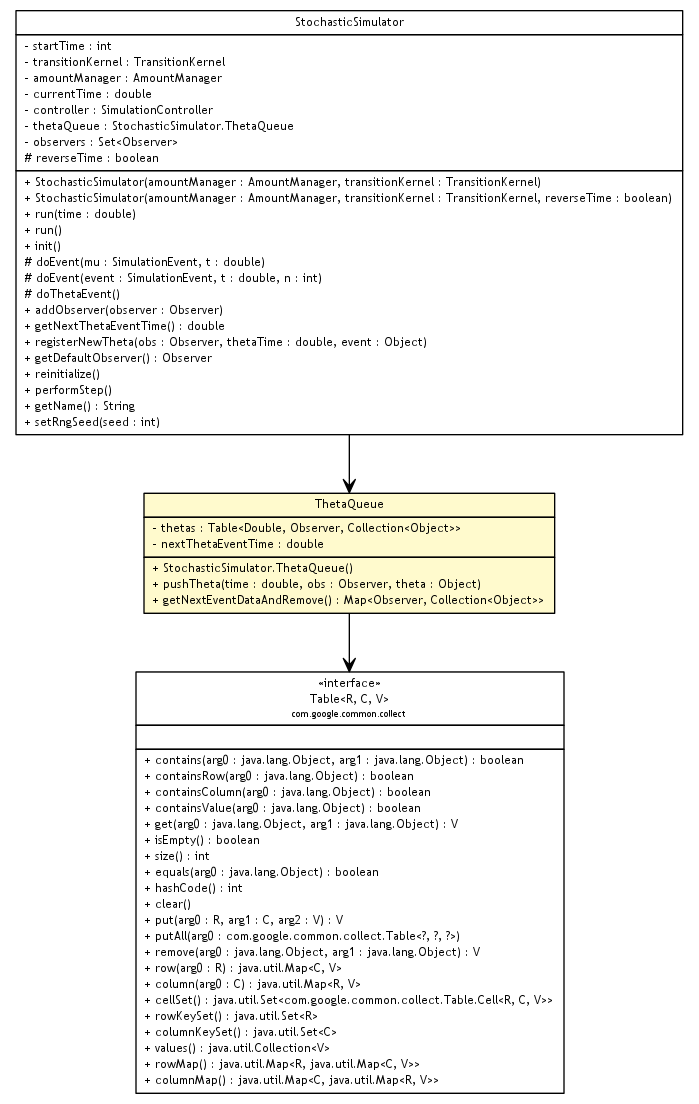 StochasticSimulator
- startTime : int
- transitionKernel : TransitionKernel
- amountManager : AmountManager
- currentTime : double
- controller : SimulationController
- thetaQueue : StochasticSimulator.ThetaQueue
- observers : Set<Observer>
# reverseTime : boolean
+ StochasticSimulator(amountManager : AmountManager, transitionKernel : TransitionKernel)
+ StochasticSimulator(amountManager : AmountManager, transitionKernel : TransitionKernel, reverseTime : boolean)
+ run(time : double)
+ run()
+ init()
# doEvent(mu : SimulationEvent, t : double)
# doEvent(event : SimulationEvent, t : double, n : int)
# doThetaEvent()
+ addObserver(observer : Observer)
+ getNextThetaEventTime() : double
+ registerNewTheta(obs : Observer, thetaTime : double, event : Object)
+ getDefaultObserver() : Observer
+ reinitialize()
+ performStep()
+ getName() : String
+ setRngSeed(seed : int)
ThetaQueue
- thetas : Table<Double, Observer, Collection<Object>>
- nextThetaEventTime : double
+ StochasticSimulator.ThetaQueue()
+ pushTheta(time : double, obs : Observer, theta : Object)
+ getNextEventDataAndRemove() : Map<Observer, Collection<Object>>
«interface»
Table<R, C, V>
com.google.common.collect
+ contains(arg0 : java.lang.Object, arg1 : java.lang.Object) : boolean
+ containsRow(arg0 : java.lang.Object) : boolean
+ containsColumn(arg0 : java.lang.Object) : boolean
+ containsValue(arg0 : java.lang.Object) : boolean
+ get(arg0 : java.lang.Object, arg1 : java.lang.Object) : V
+ isEmpty() : boolean
+ size() : int
+ equals(arg0 : java.lang.Object) : boolean
+ hashCode() : int
+ clear()
+ put(arg0 : R, arg1 : C, arg2 : V) : V
+ putAll(arg0 : com.google.common.collect.Table<?, ?, ?>)
+ remove(arg0 : java.lang.Object, arg1 : java.lang.Object) : V
+ row(arg0 : R) : java.util.Map<C, V>
+ column(arg0 : C) : java.util.Map<R, V>
+ cellSet() : java.util.Set<com.google.common.collect.Table.Cell<R, C, V>>
+ rowKeySet() : java.util.Set<R>
+ columnKeySet() : java.util.Set<C>
+ values() : java.util.Collection<V>
+ rowMap() : java.util.Map<R, java.util.Map<C, V>>
+ columnMap() : java.util.Map<C, java.util.Map<R, V>>